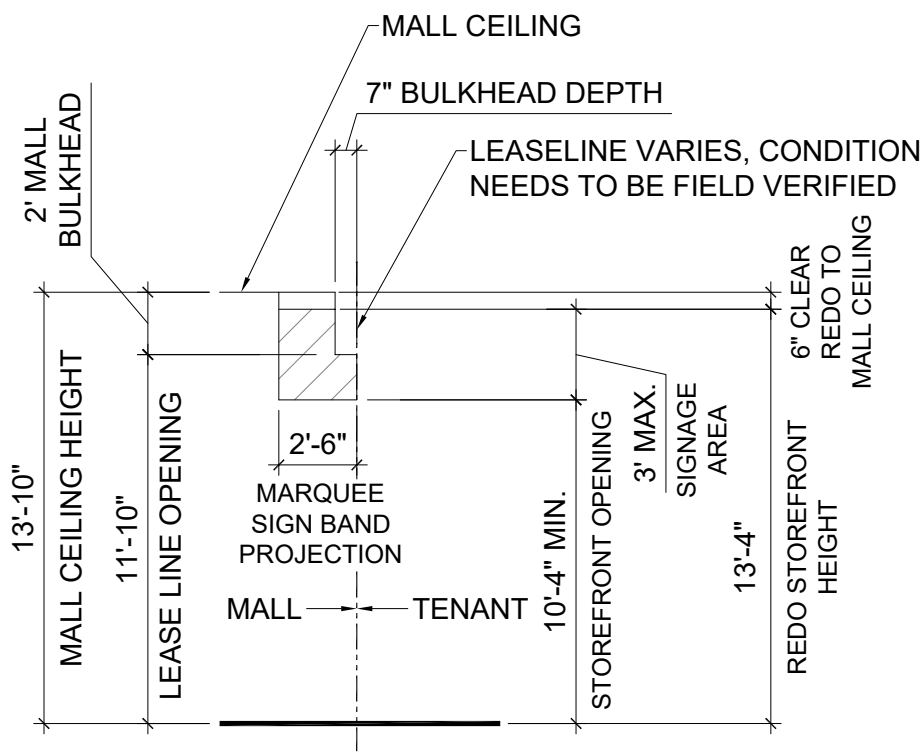 MALL CEILING
7" BULKHEAD DEPTH
2' MALL
BULKHEAD
LEASELINE VARIES, CONDITION
NEEDS TO BE FIELD VERIFIED
6" CLEAR
REDO TO
MALL CEILING
13'-10"
MALL CEILING HEIGHT
11'-10"
LEASE LINE OPENING
2'-6"
MARQUEE
SIGN BAND
PROJECTION
10'-4" MIN.
STOREFRONT OPENING
3' MAX.
SIGNAGE
AREA
13'-4"
REDO STOREFRONT
HEIGHT
MALL
TENANT